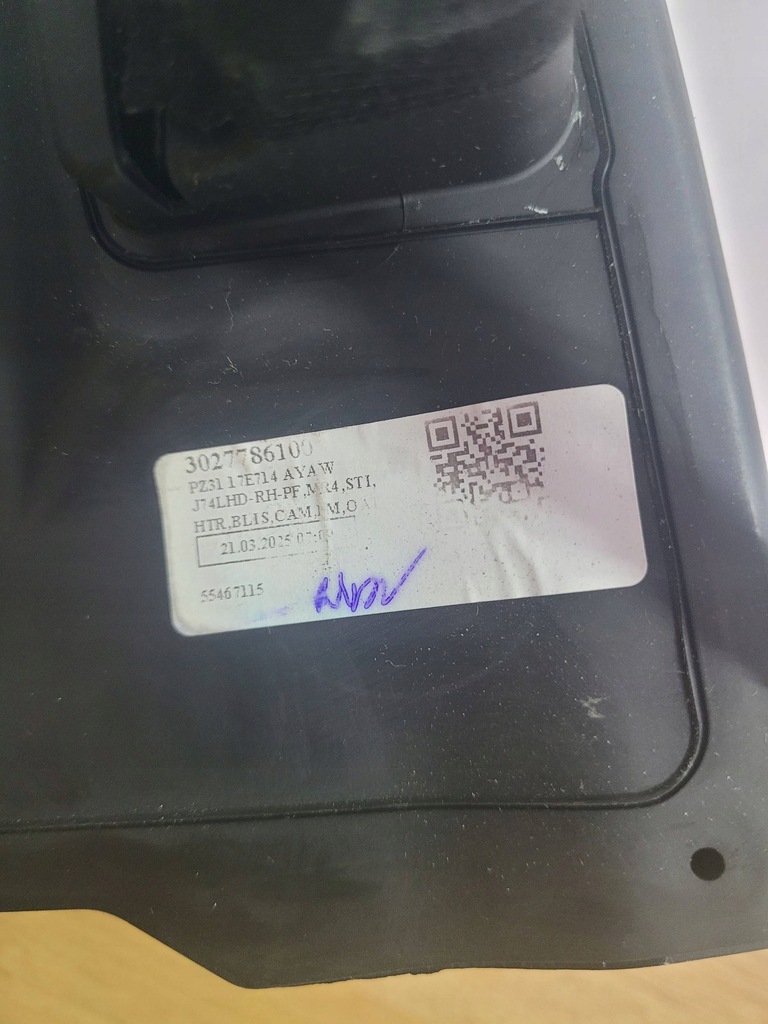 3027786100
PZ31 17E714 AYAW
J74LHD-RH-PF,MR4,STI,
HTR,BLIS,CAM,
21.03.2025
55467115